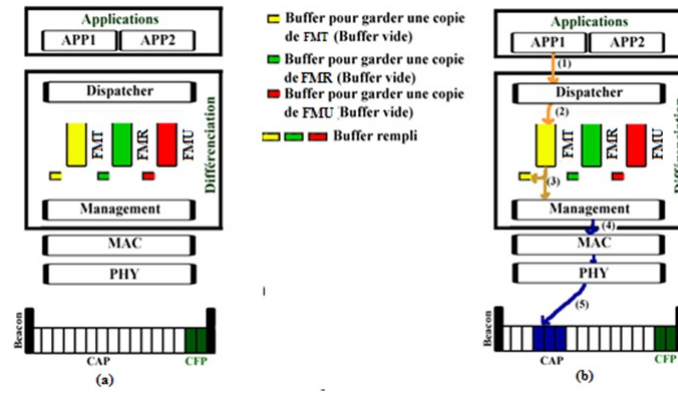 Applications
APP1 APP2
Dispatcher
FMT
FMR
FMU
Différenciation
Management
MAC
PHY
Beacon
CAP
CFP
(a)
Buffer pour garder une copie
de FMT (Buffer vide)
Buffer pour garder une copie
de FMR (Buffer vide)
Buffer pour garder une copie
de FMU (Buffer vide)
Buffer rempli
Applications
APP1 APP2
(1)
Dispatcher
(2)
FMT
FMR
FMU
Différenciation
(3)
Management
(4)
MAC
PHY
(5)
Beacon
CAP
CFP
(b)